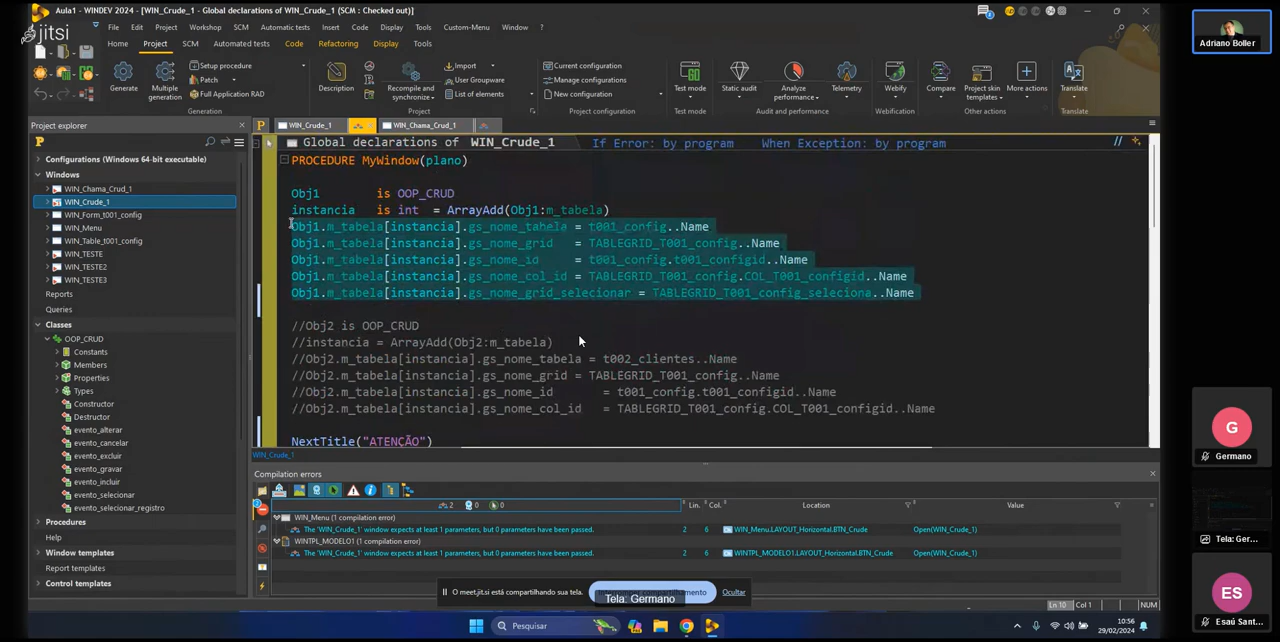 Aula1 - WINDEV 2024 - [WIN_Crude_1 - Global declarations of WIN_Crude_1 (SCM : Checked out)]
jitsi
File Edit Project Workshop SCM Automatic tests Insert Code Display Tools Custom-Menu Window ?
Home Project SCM Automated tests Code Refactoring Display Tools
Generate
Multiple generation
Setup procedure
Patch
Full Application RAD
Generation
Description
Recompile and synchronize
Import
User Groupware
List of elements
Project
Current configuration
Manage configurations
New configuration
Project configuration
Test mode
Test mode
Static audit
Analyze performance
Telemetry
Audit and performance
Webify
Webification
Compare
Project skin templates
More actions
Translate
Translate
Project explorer
WIN_Crude_1
WIN_Chama_Crud_1
Configurations (Windows 64-bit executable)
Windows
WIN_Chama_Crud_1
WIN_Crude_1
WIN_Form_t001_config
WIN_Menu
WIN_Table_t001_config
WIN_TESTE
WIN_TESTE2
WIN_TESTE3
Reports
Queries
Classes
OOP_CRUD
Constants
Members
Properties
Types
Constructor
Destructor
evento_alterar
evento_cancelar
evento_excluir
evento_gravar
evento_incluir
evento_selecionar
evento_selecionar_registro
Procedures
Help
Window templates
Report templates
Control templates
Global declarations of WIN_Crude_1 If Error: by program When Exception: by program
PROCEDURE MyWindow(plano)
Obj1 is OOP_CRUD
instancia is int = ArrayAdd(Obj1:m_tabela)
Obj1.m_tabela[instancia].gs_nome_tabela = t001_config..Name
Obj1.m_tabela[instancia].gs_nome_grid = TABLEGRID_T001_config..Name
Obj1.m_tabela[instancia].gs_nome_id = t001_config.t001configid..Name
Obj1.m_tabela[instancia].gs_nome_col_id = TABLEGRID_T001_config.COL_T001_configid..Name
Obj1.m_tabela[instancia].gs_nome_grid_selecionar = TABLEGRID_T001_config_seleciona..Name
//Obj2 is OOP_CRUD
//instancia = ArrayAdd(Obj2:m_tabela)
//Obj2.m_tabela[instancia].gs_nome_tabela = t002_clientes..Name
//Obj2.m_tabela[instancia].gs_nome_grid = TABLEGRID_T001_config..Name
//Obj2.m_tabela[instancia].gs_nome_id = t001_config.t001configid..Name
//Obj2.m_tabela[instancia].gs_nome_col_id = TABLEGRID_T001_config.COL_T001_configid..Name
NextTitle("ATENÇÃO")
WIN_Crude_1
Compilation errors
2 0 0 Lin. Col. Location Value
WIN_Menu (1 compilation error)
The 'WIN_Crude_1' window expects at least 1 parameters, but 0 parameters have been passed. 2 6 WIN_Menu.LAYOUT_Horizontal.BTN_Crude Open(WIN_Crude_1)
WINTPL_MODELO1 (1 compilation error)
The 'WIN_Crude_1' window expects at least 1 parameters, but 0 parameters have been passed. 2 6 WINTPL_MODELO1.LAYOUT_Horizontal.BTN_Crude Open(WIN_Crude_1)
O meet.jit.si está compartilhando sua tela.
Tela: Germano
Ocultar
Ln 10 Col 1 NUM
Pesquisar
10:56
29/02/2024
Adriano Boller
G
Germano
Tela: Ger...
ES
Esaú Sant...